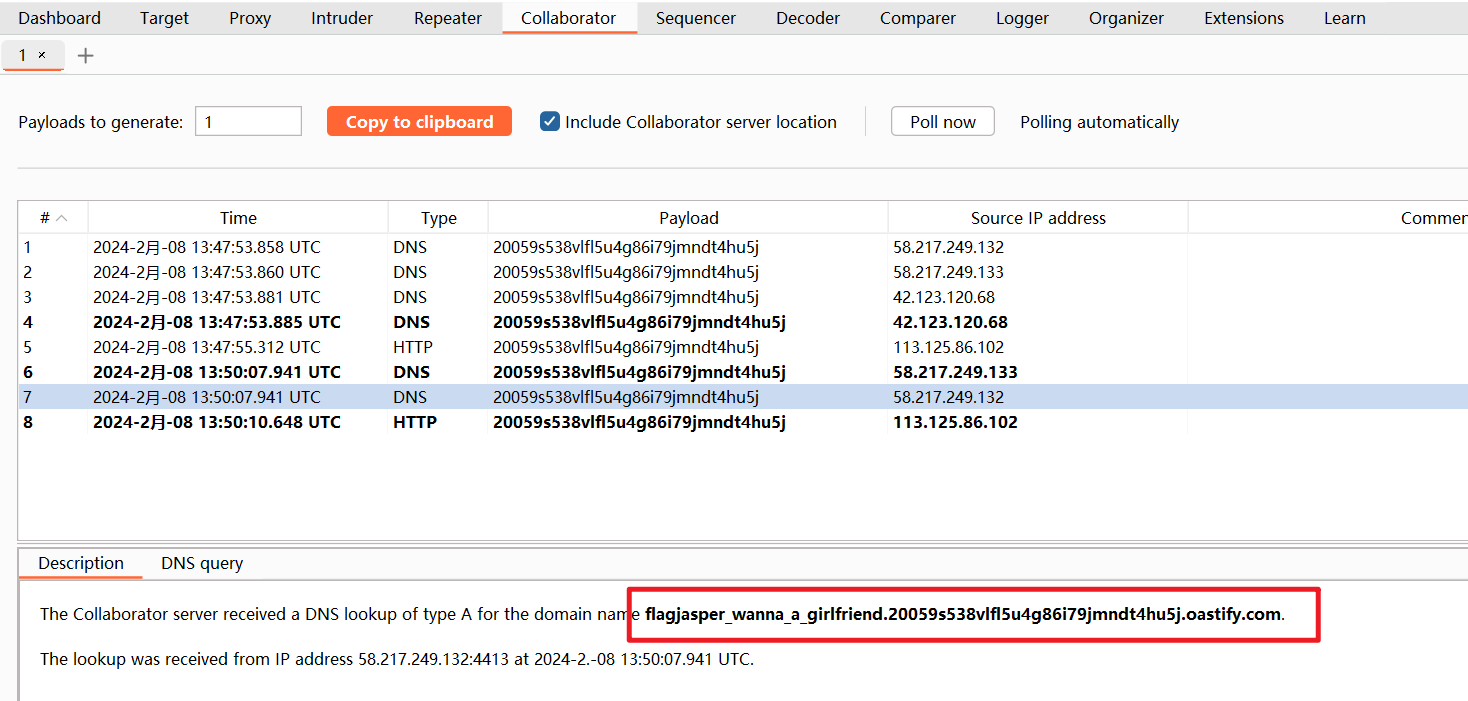 Dashboard Target Proxy Intruder Repeater Collaborator Sequencer Decoder Comparer Logger Organizer Extensions Learn
1 × +
Payloads to generate: 1 Copy to clipboard Include Collaborator server location Poll now Polling automatically
# Time Type Payload Source IP address Commen
1 2024-2月-08 13:47:53.858 UTC DNS 20059s538vlfl5u4g86i79jmndt4hu5j 58.217.249.132
2 2024-2月-08 13:47:53.860 UTC DNS 20059s538vlfl5u4g86i79jmndt4hu5j 58.217.249.133
3 2024-2月-08 13:47:53.881 UTC DNS 20059s538vlfl5u4g86i79jmndt4hu5j 42.123.120.68
4 2024-2月-08 13:47:53.885 UTC DNS 20059s538vlfl5u4g86i79jmndt4hu5j 42.123.120.68
5 2024-2月-08 13:47:55.312 UTC HTTP 20059s538vlfl5u4g86i79jmndt4hu5j 113.125.86.102
6 2024-2月-08 13:50:07.941 UTC DNS 20059s538vlfl5u4g86i79jmndt4hu5j 58.217.249.133
7 2024-2月-08 13:50:07.941 UTC DNS 20059s538vlfl5u4g86i79jmndt4hu5j 58.217.249.132
8 2024-2月-08 13:50:10.648 UTC HTTP 20059s538vlfl5u4g86i79jmndt4hu5j 113.125.86.102
Description DNS query
The Collaborator server received a DNS lookup of type A for the domain name flagjasper_wanna_a_girlfriend.20059s538vlfl5u4g86i79jmndt4hu5j.oastify.com.
The lookup was received from IP address 58.217.249.132:4413 at 2024-2.-08 13:50:07.941 UTC.